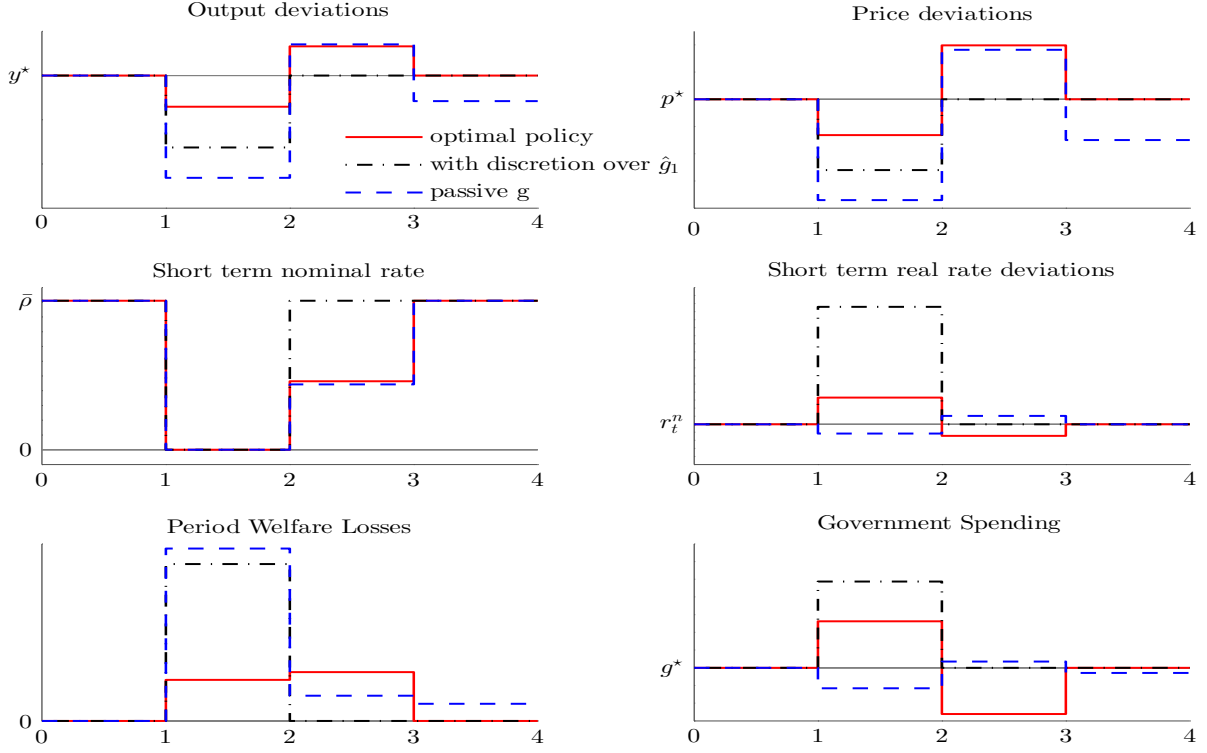 Output deviations
y⋆
optimal policy
with discretion over ĝ₁
passive g
0 1 2 3 4
Price deviations
p⋆
0 1 2 3 4
Short term nominal rate
ρ̄
0
0 1 2 3 4
Short term real rate deviations
rₜⁿ
0 1 2 3 4
Period Welfare Losses
0
0 1 2 3 4
Government Spending
g⋆
0 1 2 3 4